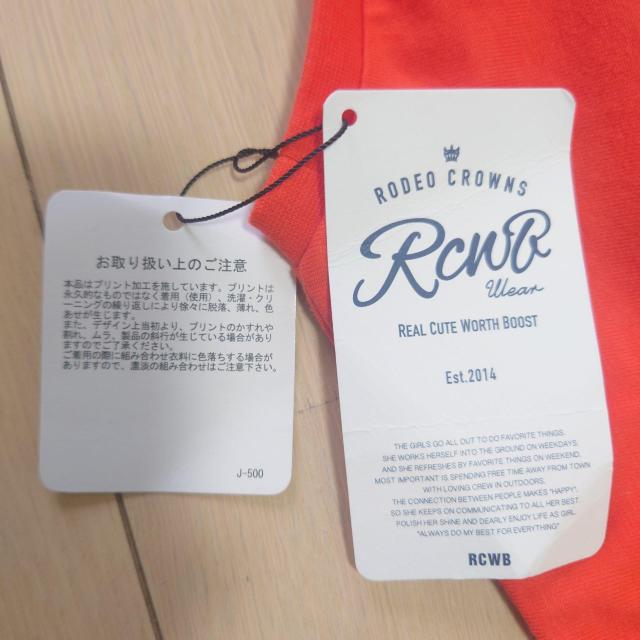 お取り扱い上のご注意
本品はプリント加工を施しています。プリントは
永久的なものではなく着用（使用）、洗濯・クリ
ーニングの繰り返しにより徐々に脱落、薄れ、色
あせが生じます。
また、デザイン上当初より、プリントのかすれや
割れ、ムラ、製品の斜行が生じている場合があり
ますのでご了承ください。
ご着用の際に組み合わせ衣料に色落ちする場合が
ありますので、濃淡の組み合わせはご注意下さい。
J-500
RODEO CROWNS
RCWB
Wear
REAL CUTE WORTH BOOST
Est.2014
THE GIRLS GO ALL OUT TO DO FAVORITE THINGS.
SHE WORKS HERSELF INTO THE GROUND ON WEEKDAYS,
AND SHE REFRESHES BY FAVORITE THINGS ON WEEKEND.
MOST IMPORTANT IS SPENDING FREE TIME AWAY FROM TOWN
WITH LOVING CREW IN OUTDOORS.
THE CONNECTION BETWEEN PEOPLE MAKES "HAPPY",
SO SHE KEEPS ON COMMUNICATING TO ALL HER BEST.
POLISH HER SHINE AND DEARLY ENJOY LIFE AS GIRL.
"ALWAYS DO MY BEST FOR EVERYTHING"
RCWB